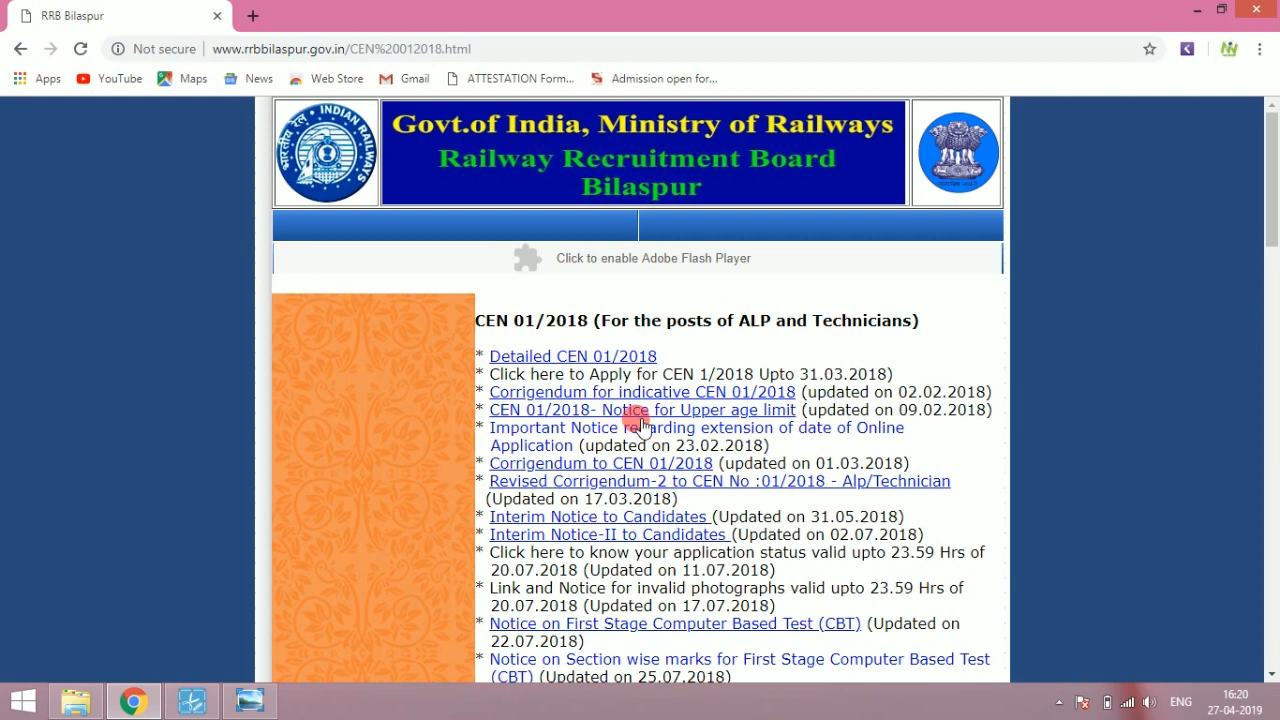 RRB Bilaspur
Not secure | www.rrbbilaspur.gov.in/CEN%20012018.html
Apps YouTube Maps News Web Store Gmail ATTESTATION Form... Admission open for...
Govt.of India, Ministry of Railways
Railway Recruitment Board
Bilaspur
INDIAN RAILWAYS
भारतीय रेल
Click to enable Adobe Flash Player
CEN 01/2018 (For the posts of ALP and Technicians)
* Detailed CEN 01/2018
* Click here to Apply for CEN 1/2018 Upto 31.03.2018)
* Corrigendum for indicative CEN 01/2018 (updated on 02.02.2018)
* CEN 01/2018- Notice for Upper age limit (updated on 09.02.2018)
* Important Notice regarding extension of date of Online
Application (updated on 23.02.2018)
* Corrigendum to CEN 01/2018 (updated on 01.03.2018)
* Revised Corrigendum-2 to CEN No :01/2018 - Alp/Technician
(Updated on 17.03.2018)
* Interim Notice to Candidates (Updated on 31.05.2018)
* Interim Notice-II to Candidates (Updated on 02.07.2018)
* Click here to know your application status valid upto 23.59 Hrs of
20.07.2018 (Updated on 11.07.2018)
* Link and Notice for invalid photographs valid upto 23.59 Hrs of
20.07.2018 (Updated on 17.07.2018)
* Notice on First Stage Computer Based Test (CBT) (Updated on
22.07.2018)
* Notice on Section wise marks for First Stage Computer Based Test
(CBT) (Updated on 25.07.2018)
ENG
16:20
27-04-2019